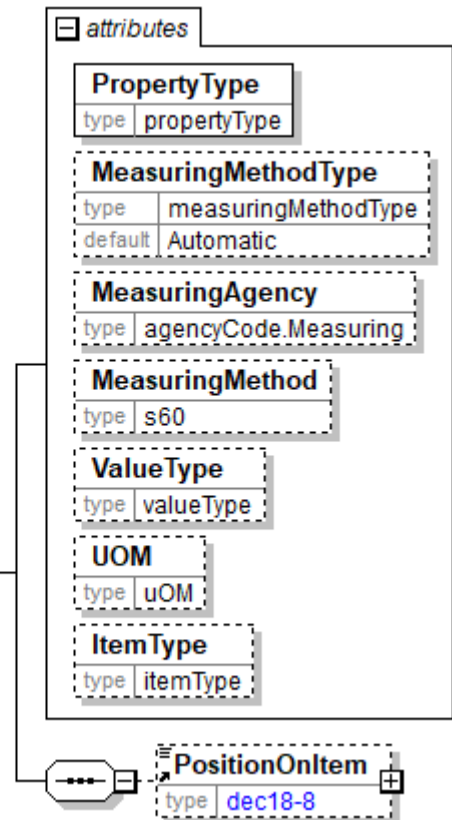 attributes
PropertyType
type propertyType
MeasuringMethodType
type measuringMethodType
default Automatic
MeasuringAgency
type agencyCode.Measuring
MeasuringMethod
type s60
ValueType
type valueType
UOM
type uOM
ItemType
type itemType
PositionOnItem
type dec18-8